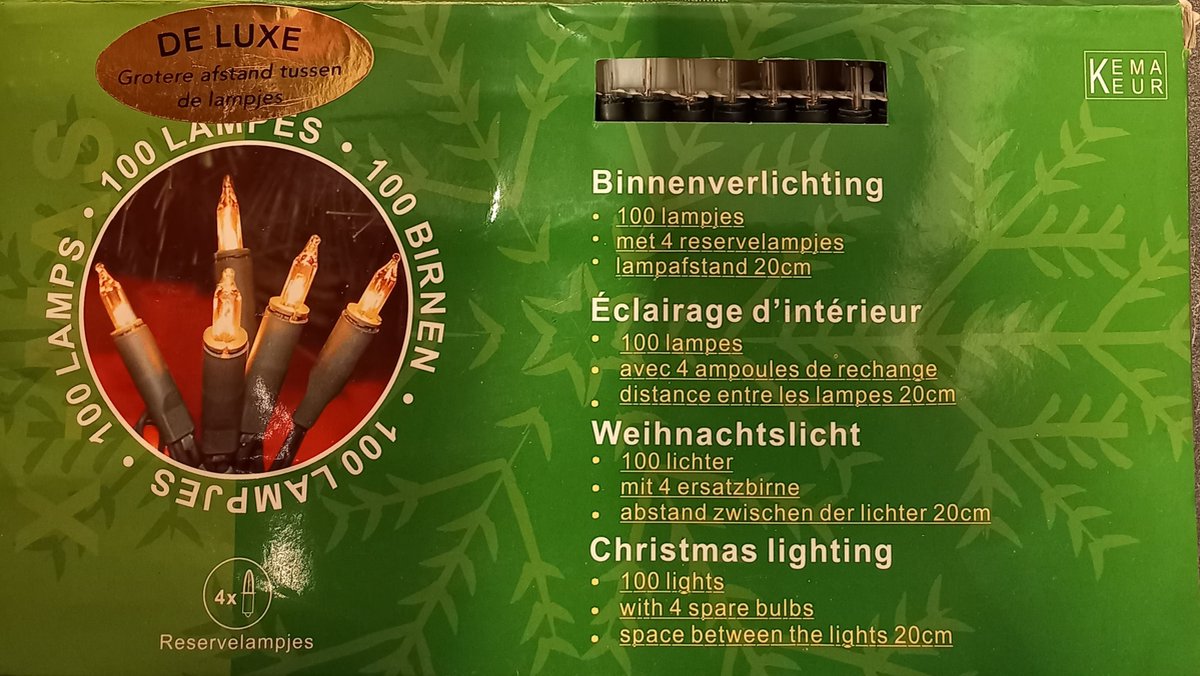 DE LUXE
Grotere afstand tussen
de lampjes
100 LAMPES • 100 BIRNEN • 100 LAMPJES • 100 LAMPS •
4x
Reservelampjes
KEMA
KEUR
Binnenverlichting
• 100 lampjes
• met 4 reservelampjes
• lampafstand 20cm
Éclairage d’intérieur
• 100 lampes
• avec 4 ampoules de rechange
• distance entre les lampes 20cm
Weihnachtslicht
• 100 lichter
• mit 4 ersatzbirne
• abstand zwischen der lichter 20cm
Christmas lighting
• 100 lights
• with 4 spare bulbs
• space between the lights 20cm